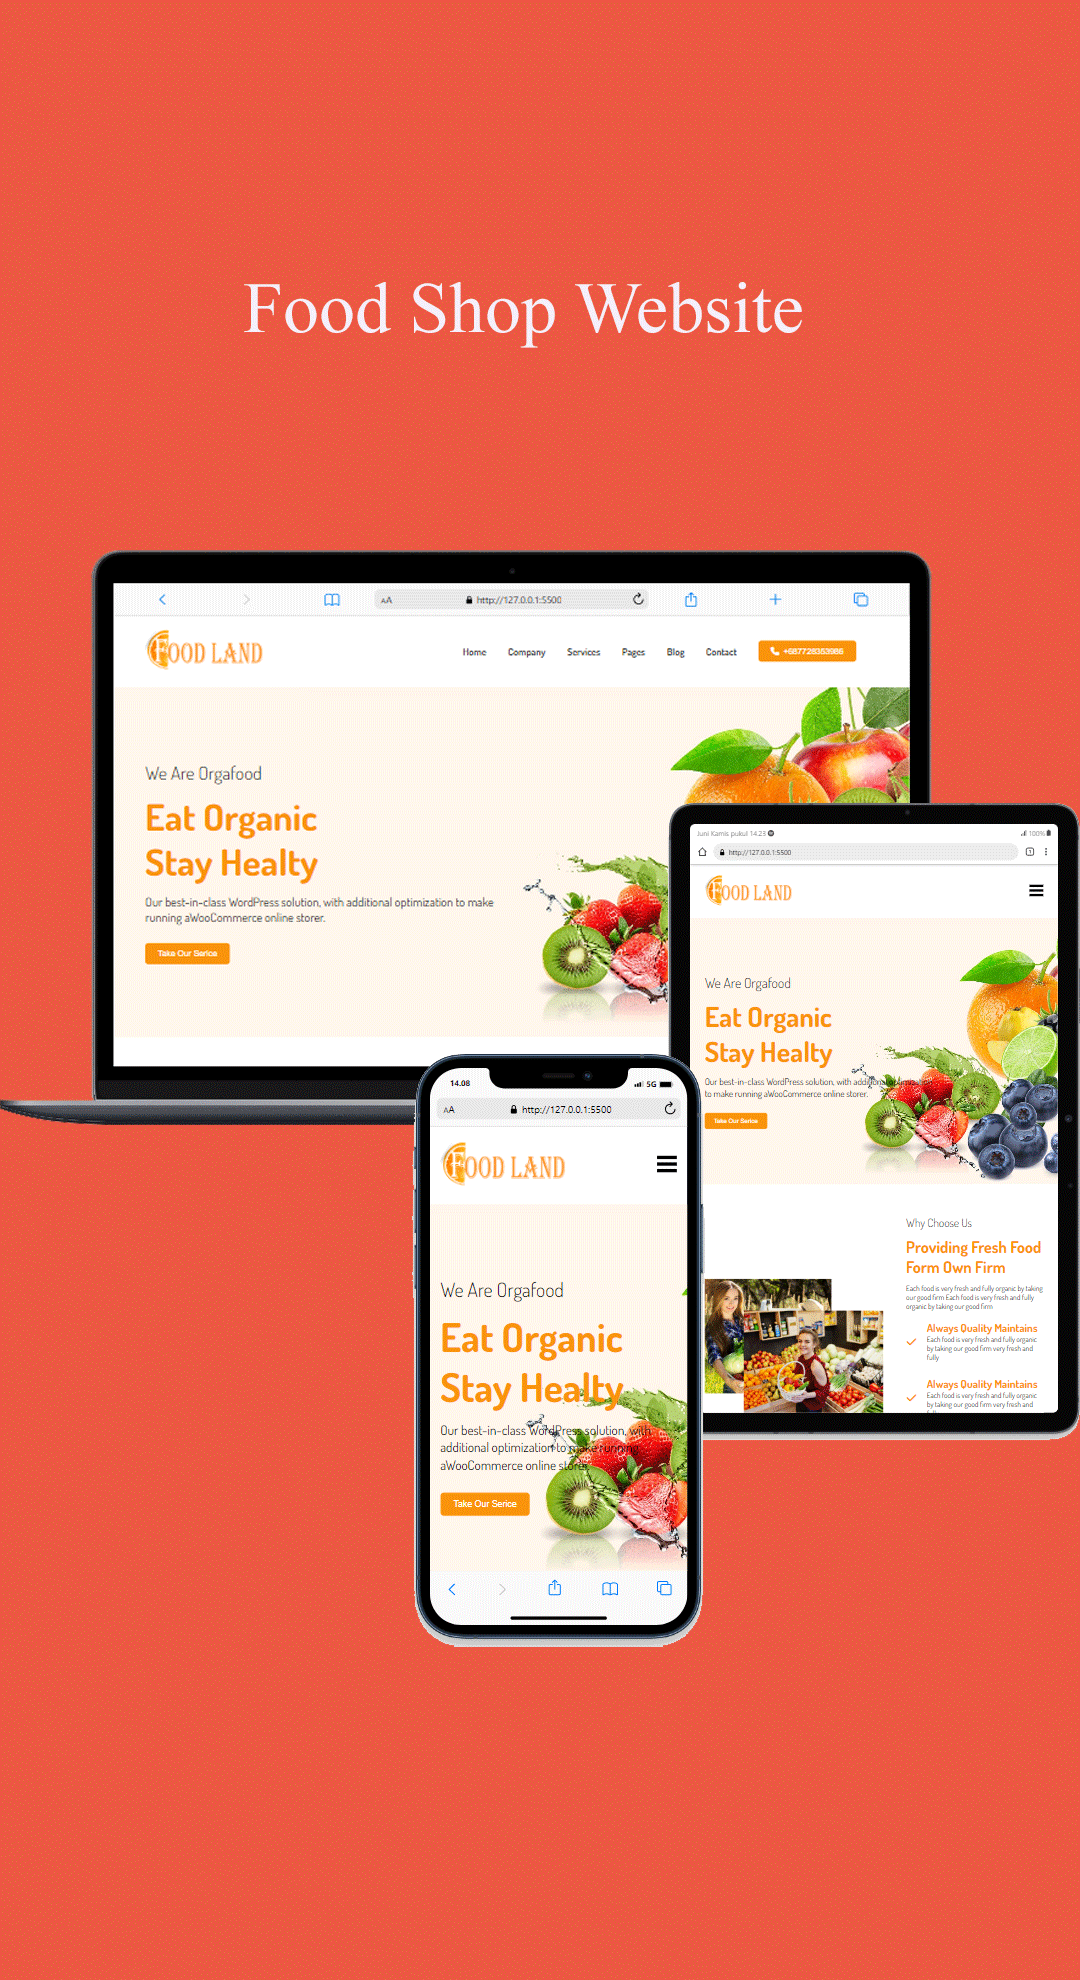 Food Shop Website
AA http://127.0.0.1:5500
FOOD LAND
Home Company Services Pages Blog Contact +687728353986
We Are Orgafood
Eat Organic
Stay Healty
Our best-in-class WordPress solution, with additional optimization to make
running aWooCommerce online storer.
Take Our Serice
Juni Kamis pukul 14.23 100%
http://127.0.0.1:5500 1
FOOD LAND
We Are Orgafood
Eat Organic
Stay Healty
Our best-in-class WordPress solution, with additional optimization
to make running aWooCommerce online storer.
Take Our Serice
Why Choose Us
Providing Fresh Food
Form Own Firm
Each food is very fresh and fully organic by taking
our good firm Each food is very fresh and fully
organic by taking our good firm
Always Quality Maintains
Each food is very fresh and fully organic
by taking our good firm very fresh and
fully
Always Quality Maintains
Each food is very fresh and fully organic
by taking our good firm very fresh and
14.08 5G
AA http://127.0.0.1:5500
FOOD LAND
We Are Orgafood
Eat Organic
Stay Healty
Our best-in-class WordPress solution, with
additional optimization to make running
aWooCommerce online storer.
Take Our Serice